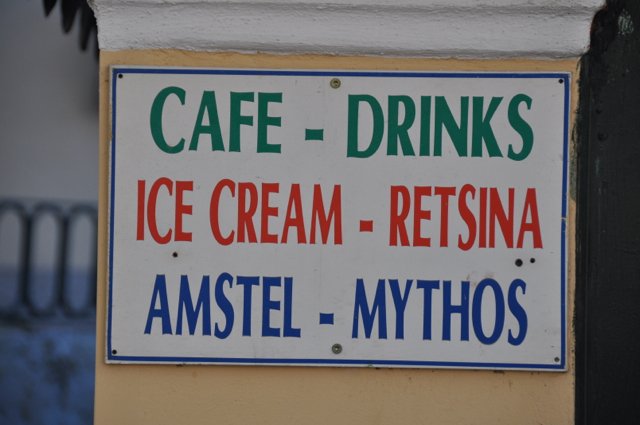 CAFE - DRINKS
ICE CREAM - RETSINA
AMSTEL - MYTHOS